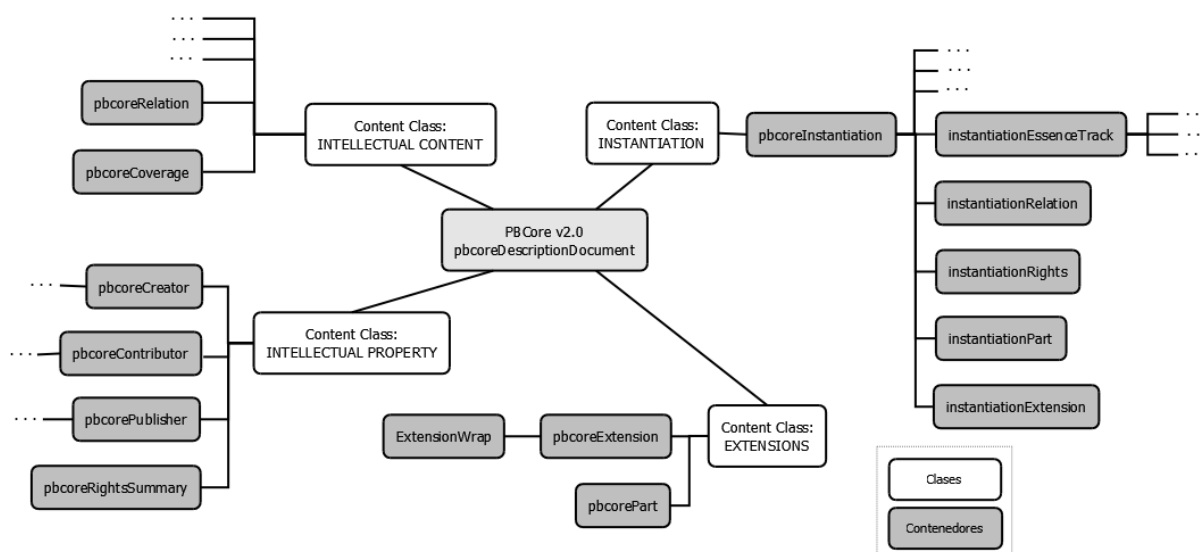 ...
...
...
pbcoreRelation
pbcoreCoverage
Content Class:
INTELLECTUAL CONTENT
Content Class:
INSTANTIATION
pbcoreInstantiation
...
...
...
instantiationEssenceTrack
...
...
...
instantiationRelation
instantiationRights
instantiationPart
instantiationExtension
PBCore v2.0
pbcoreDescriptionDocument
... pbcoreCreator
... pbcoreContributor
... pbcorePublisher
pbcoreRightsSummary
Content Class:
INTELLECTUAL PROPERTY
ExtensionWrap
pbcoreExtension
pbcorePart
Content Class:
EXTENSIONS
Clases
Contenedores